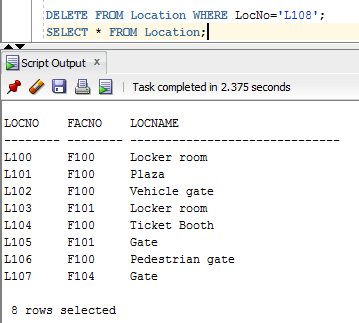 DELETE FROM Location WHERE LocNo='L108';
SELECT * FROM Location;
Script Output x
Task completed in 2.375 seconds
LOCNO FACNO LOCNAME
-------- -------- ------------------------------
L100 F100 Locker room
L101 F100 Plaza
L102 F100 Vehicle gate
L103 F101 Locker room
L104 F100 Ticket Booth
L105 F101 Gate
L106 F100 Pedestrian gate
L107 F104 Gate
8 rows selected